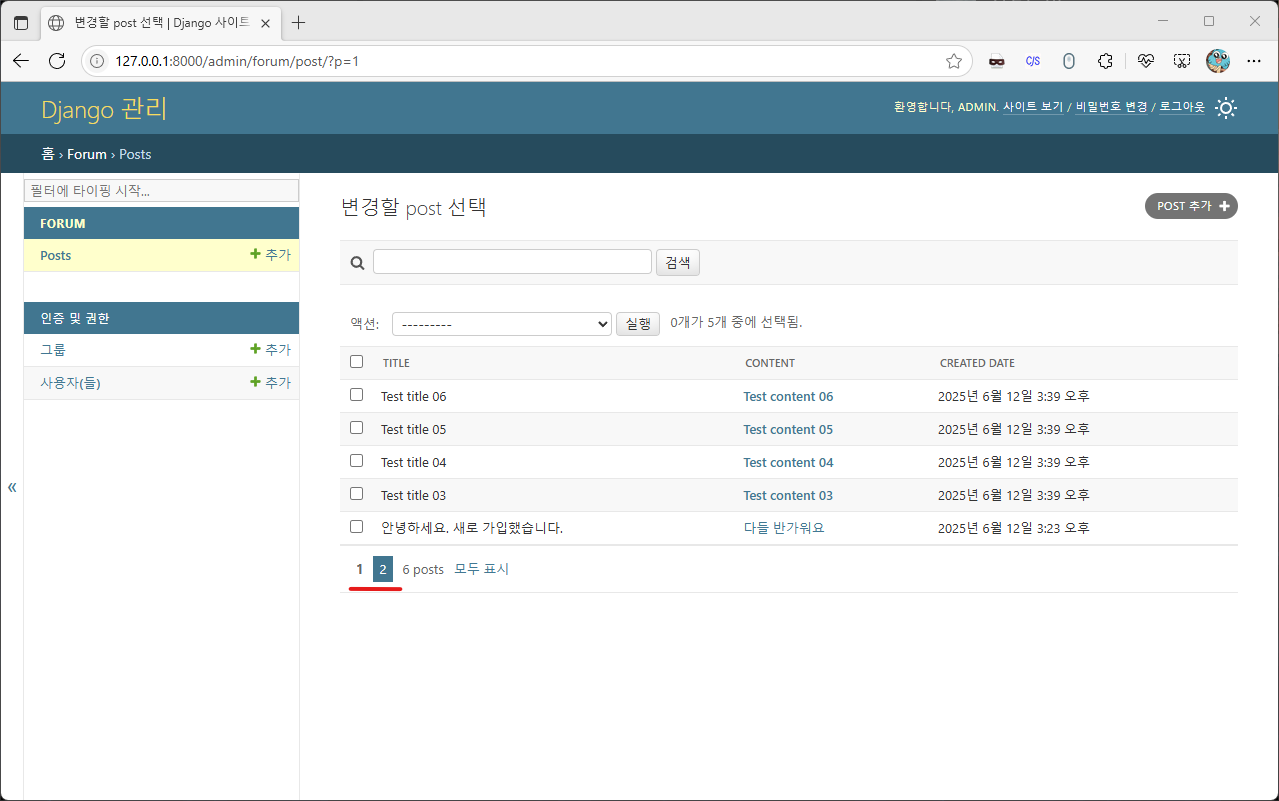 변경할 post 선택 | Django 사이트
127.0.0.1:8000/admin/forum/post/?p=1
Django 관리
환영합니다, ADMIN. 사이트 보기 / 비밀번호 변경 / 로그아웃
홈 › Forum › Posts
필터에 타이핑 시작...
FORUM
Posts + 추가
인증 및 권한
그룹 + 추가
사용자(들) + 추가
«
변경할 post 선택
POST 추가 +
검색
액션: --------- 실행 0개가 5개 중에 선택됨.
TITLE CONTENT CREATED DATE
Test title 06 Test content 06 2025년 6월 12일 3:39 오후
Test title 05 Test content 05 2025년 6월 12일 3:39 오후
Test title 04 Test content 04 2025년 6월 12일 3:39 오후
Test title 03 Test content 03 2025년 6월 12일 3:39 오후
안녕하세요. 새로 가입했습니다. 다들 반가워요 2025년 6월 12일 3:23 오후
1 2 6 posts 모두 표시